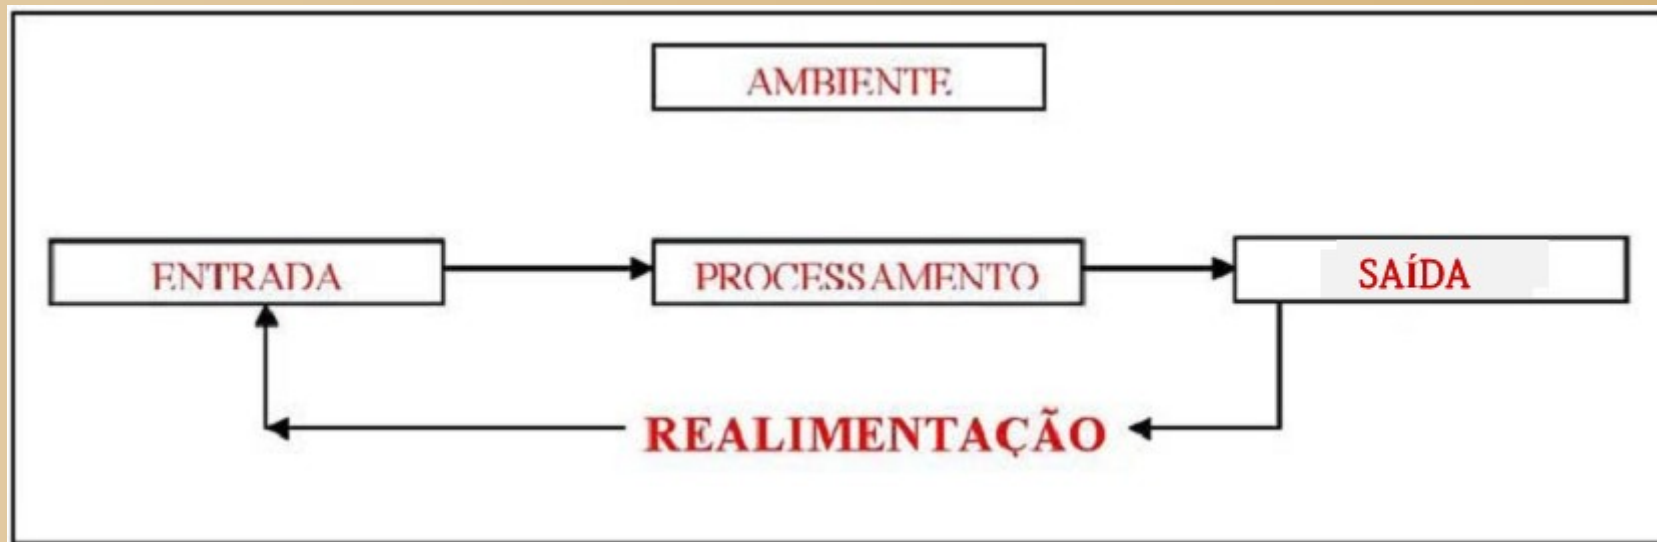 AMBIENTE
ENTRADA
PROCESSAMENTO
SAÍDA
REALIMENTAÇÃO